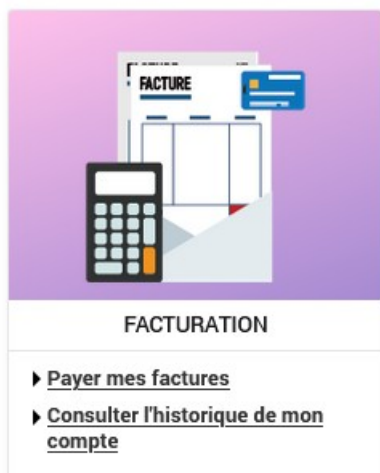 FACTURE
FACTURATION
Payer mes factures
Consulter l'historique de mon
compte